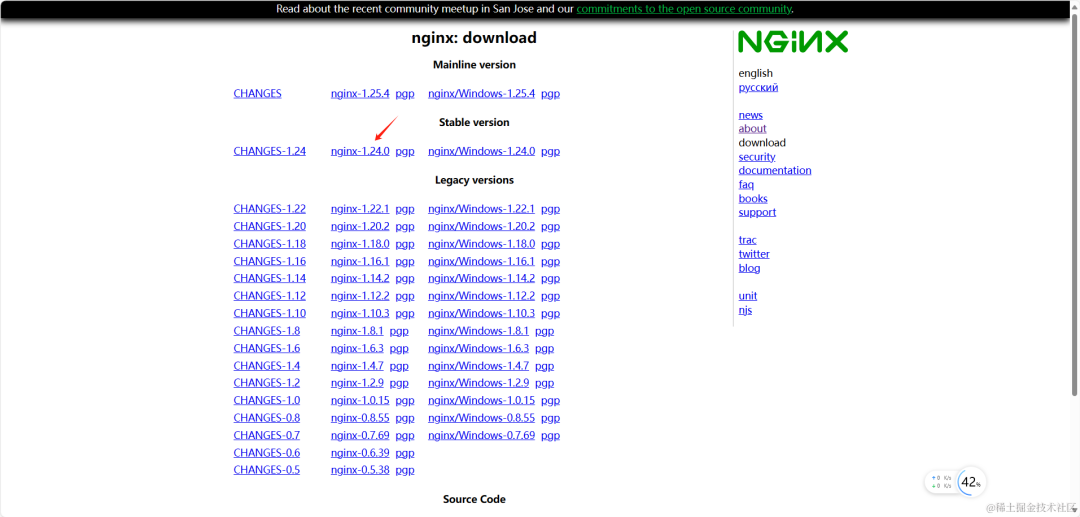 Read about the recent community meetup in San Jose and our commitments to the open source community.
nginx: download
Mainline version
CHANGES nginx-1.25.4 pgp nginx/Windows-1.25.4 pgp
Stable version
CHANGES-1.24 nginx-1.24.0 pgp nginx/Windows-1.24.0 pgp
Legacy versions
CHANGES-1.22 nginx-1.22.1 pgp nginx/Windows-1.22.1 pgp
CHANGES-1.20 nginx-1.20.2 pgp nginx/Windows-1.20.2 pgp
CHANGES-1.18 nginx-1.18.0 pgp nginx/Windows-1.18.0 pgp
CHANGES-1.16 nginx-1.16.1 pgp nginx/Windows-1.16.1 pgp
CHANGES-1.14 nginx-1.14.2 pgp nginx/Windows-1.14.2 pgp
CHANGES-1.12 nginx-1.12.2 pgp nginx/Windows-1.12.2 pgp
CHANGES-1.10 nginx-1.10.3 pgp nginx/Windows-1.10.3 pgp
CHANGES-1.8 nginx-1.8.1 pgp nginx/Windows-1.8.1 pgp
CHANGES-1.6 nginx-1.6.3 pgp nginx/Windows-1.6.3 pgp
CHANGES-1.4 nginx-1.4.7 pgp nginx/Windows-1.4.7 pgp
CHANGES-1.2 nginx-1.2.9 pgp nginx/Windows-1.2.9 pgp
CHANGES-1.0 nginx-1.0.15 pgp nginx/Windows-1.0.15 pgp
CHANGES-0.8 nginx-0.8.55 pgp nginx/Windows-0.8.55 pgp
CHANGES-0.7 nginx-0.7.69 pgp nginx/Windows-0.7.69 pgp
CHANGES-0.6 nginx-0.6.39 pgp
CHANGES-0.5 nginx-0.5.38 pgp
Source Code
NGINX
english
русский
news
about
download
security
documentation
faq
books
support
trac
twitter
blog
unit
njs
0 K/s
0 K/s
42%
@稀土掘金技术社区